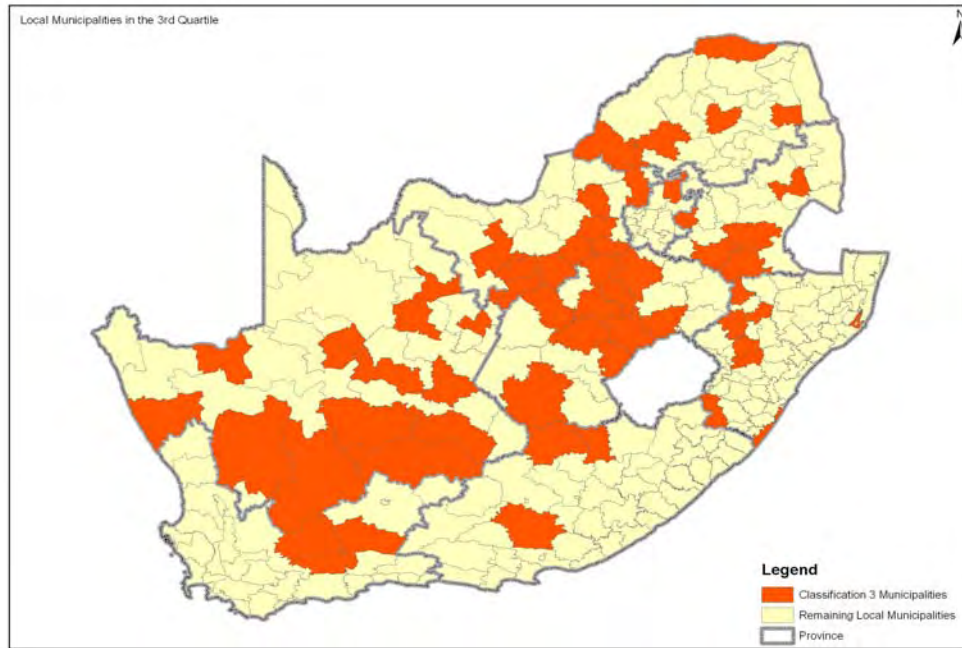 Local Municipalities in the 3rd Quartile
N
Legend
Classification 3 Municipalities
Remaining Local Municipalities
Province